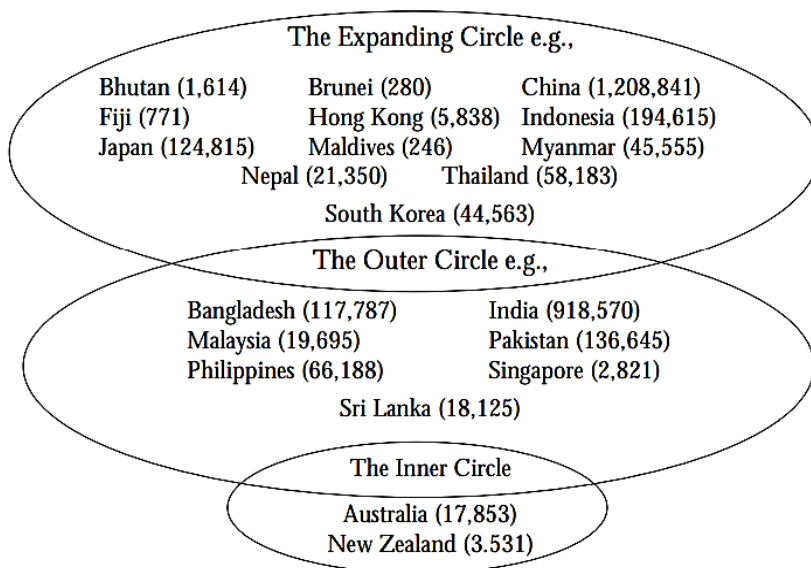 The Expanding Circle e.g.,
Bhutan (1,614) Brunei (280) China (1,208,841)
Fiji (771) Hong Kong (5,838) Indonesia (194,615)
Japan (124,815) Maldives (246) Myanmar (45,555)
Nepal (21,350) Thailand (58,183)
South Korea (44,563)
The Outer Circle e.g.,
Bangladesh (117,787) India (918,570)
Malaysia (19,695) Pakistan (136,645)
Philippines (66,188) Singapore (2,821)
Sri Lanka (18,125)
The Inner Circle
Australia (17,853)
New Zealand (3.531)